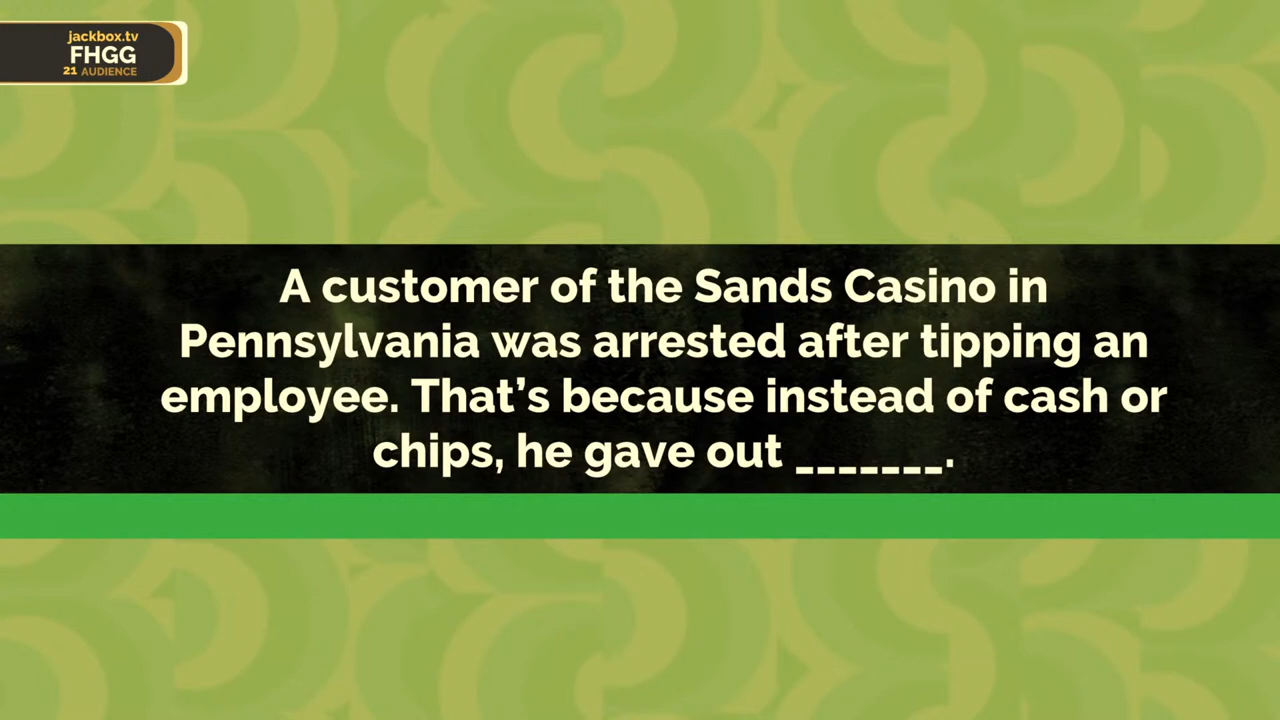 jackbox.tv
FHGG
21 AUDIENCE
A customer of the Sands Casino in
Pennsylvania was arrested after tipping an
employee. That’s because instead of cash or
chips, he gave out _______.